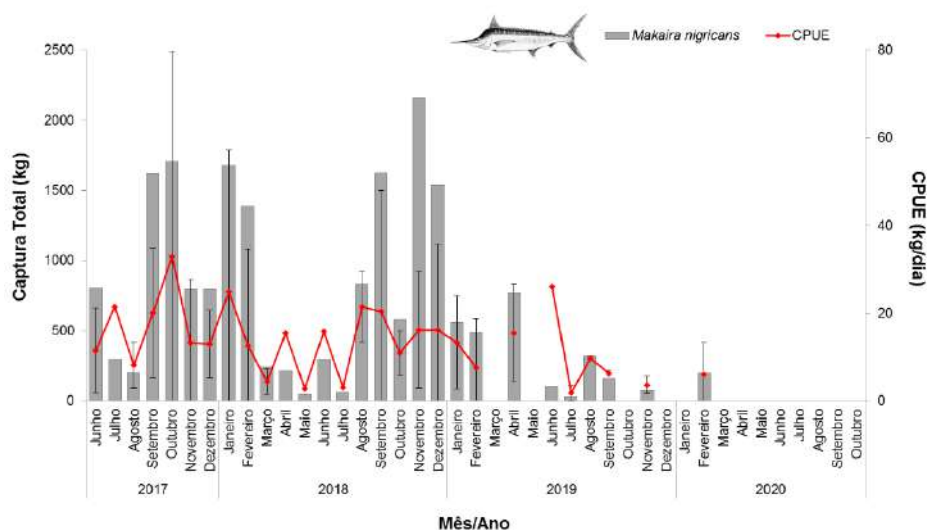 Makaira nigricans
CPUE
Captura Total (kg)
2500
2000
1500
1000
500
0
CPUE (kg/dia)
80
60
40
20
0
Junho
Julho
Agosto
Setembro
Outubro
Novembro
Dezembro
Janeiro
Fevereiro
Março
Abril
Maio
Junho
Julho
Agosto
Setembro
Outubro
Novembro
Dezembro
Janeiro
Fevereiro
Março
Abril
Maio
Junho
Julho
Agosto
Setembro
Outubro
Novembro
Dezembro
Janeiro
Fevereiro
Março
Abril
Maio
Junho
Julho
Agosto
Setembro
Outubro
2017
2018
2019
2020
Mês/Ano